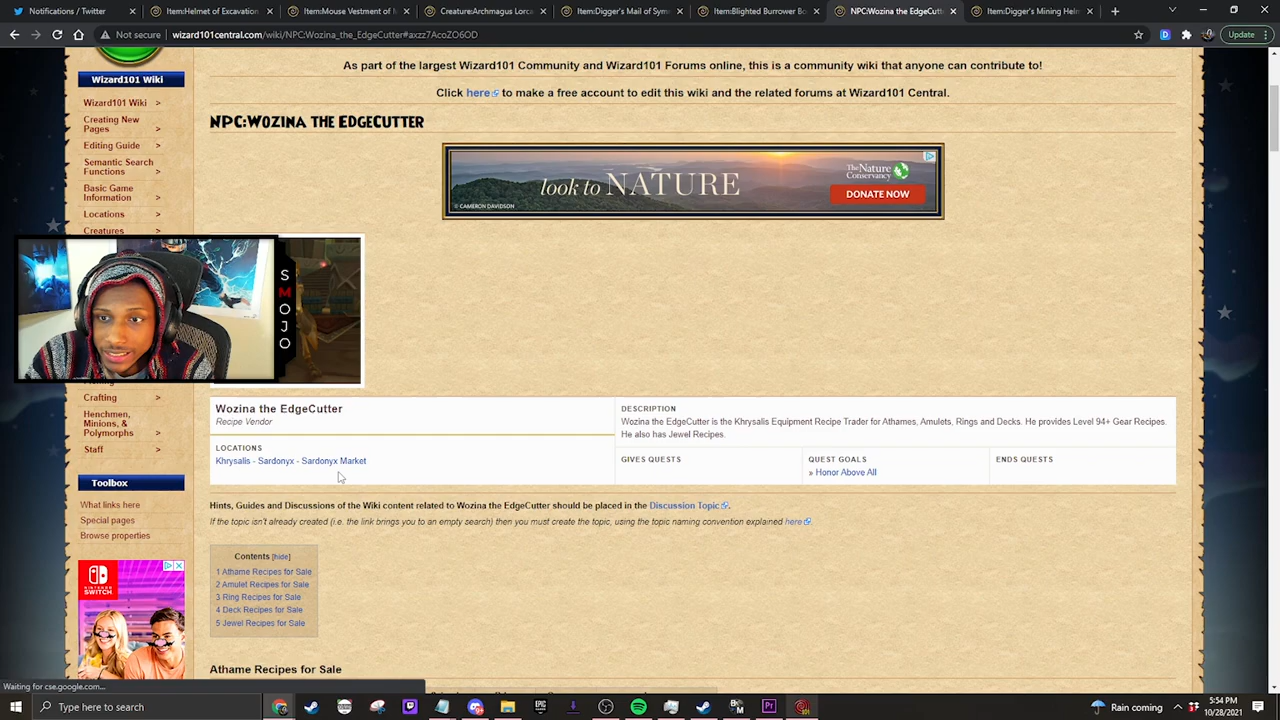 Notifications / Twitter
Item:Helmet of Excavation
Item:Mouse Vestment of
Creature:Archmagus Lorca
Item:Digger's Mail of Sym
Item:Blighted Burrower Bo
NPC:Wozina the EdgeCutte
Item:Digger's Mining Helm
Not secure
wizard101central.com/wiki/NPC:Wozina_the_EdgeCutter#axzz7AcoZO6OD
Update
Wizard101 Wiki
Wizard101 Wiki >
Creating New
Pages >
Editing Guide >
Semantic Search
Functions >
Basic Game
Information >
Locations >
Creatures >
Crafting >
Henchmen,
Minions, &
Polymorphs >
Staff >
Toolbox
What links here
Special pages
Browse properties
NINTENDO
SWITCH
As part of the largest Wizard101 Community and Wizard101 Forums online, this is a community wiki that anyone can contribute to!
Click here to make a free account to edit this wiki and the related forums at Wizard101 Central.
NPC:Wozina the EdgeCutter
look to NATURE
The Nature
Conservancy
DONATE NOW
© CAMERON DAVIDSON
S
M
O
J
O
Wozina the EdgeCutter
Recipe Vendor
LOCATIONS
Khrysalis - Sardonyx - Sardonyx Market
DESCRIPTION
Wozina the EdgeCutter is the Khrysalis Equipment Recipe Trader for Athames, Amulets, Rings and Decks. He provides Level 94+ Gear Recipes.
He also has Jewel Recipes.
GIVES QUESTS
QUEST GOALS
» Honor Above All
ENDS QUESTS
Hints, Guides and Discussions of the Wiki content related to Wozina the EdgeCutter should be placed in the Discussion Topic.
If the topic isn't already created (i.e. the link brings you to an empty search) then you must create the topic, using the topic naming convention explained here.
Contents [hide]
1 Athame Recipes for Sale
2 Amulet Recipes for Sale
3 Ring Recipes for Sale
4 Deck Recipes for Sale
5 Jewel Recipes for Sale
Athame Recipes for Sale
Waiting for cse.google.com...
Type here to search
Rain coming
5:54 PM
10/28/2021